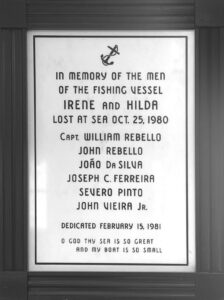 IN MEMORY OF THE MEN
OF THE FISHING VESSEL
IRENE AND HILDA
LOST AT SEA OCT. 25, 1980
CAPT. WILLIAM REBELLO
JOHN REBELLO
JOÃO DA SILVA
JOSEPH C. FERREIRA
SEVERO PINTO
JOHN VIEIRA JR.
DEDICATED FEBRUARY 15, 1981
O GOD THY SEA IS SO GREAT
AND MY BOAT IS SO SMALL